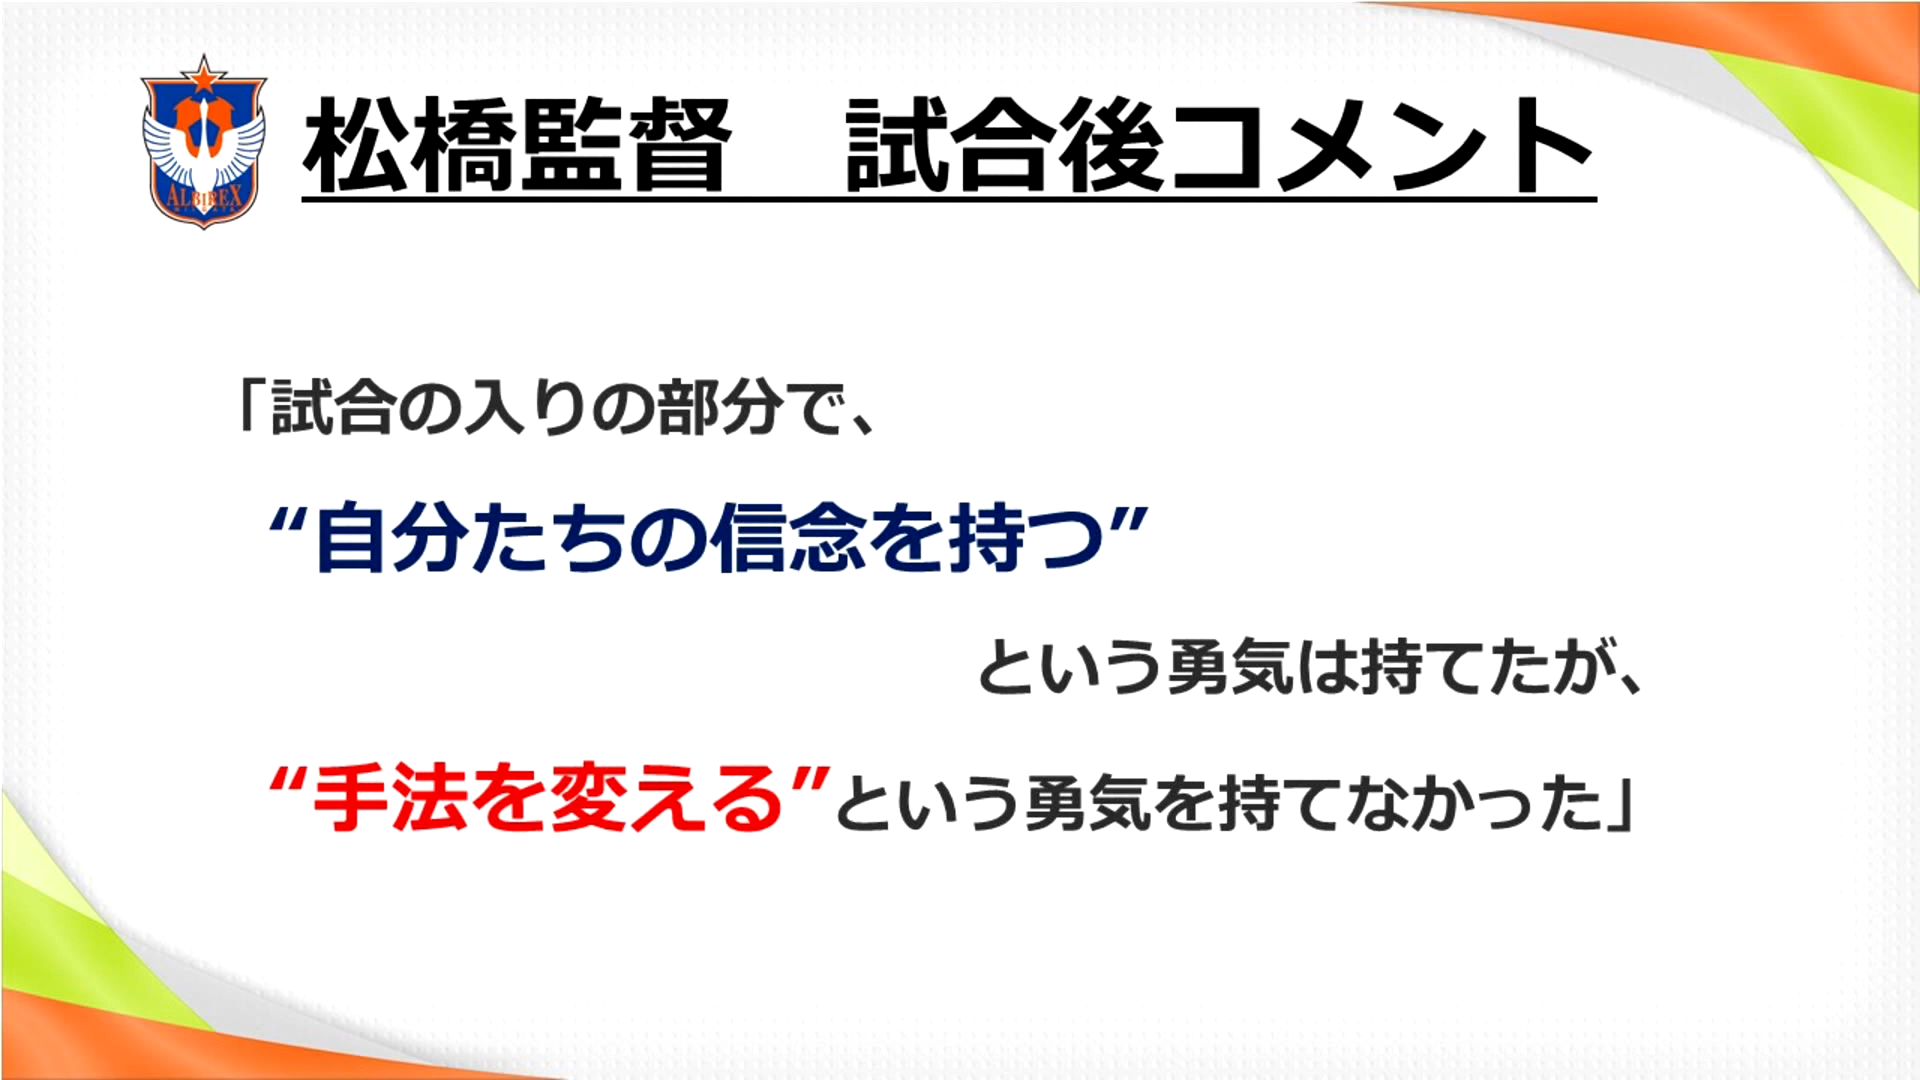 松橋監督　試合後コメント
ALBIREX
「試合の入りの部分で、
“自分たちの信念を持つ”
という勇気は持てたが、
“手法を変える”という勇気を持てなかった」